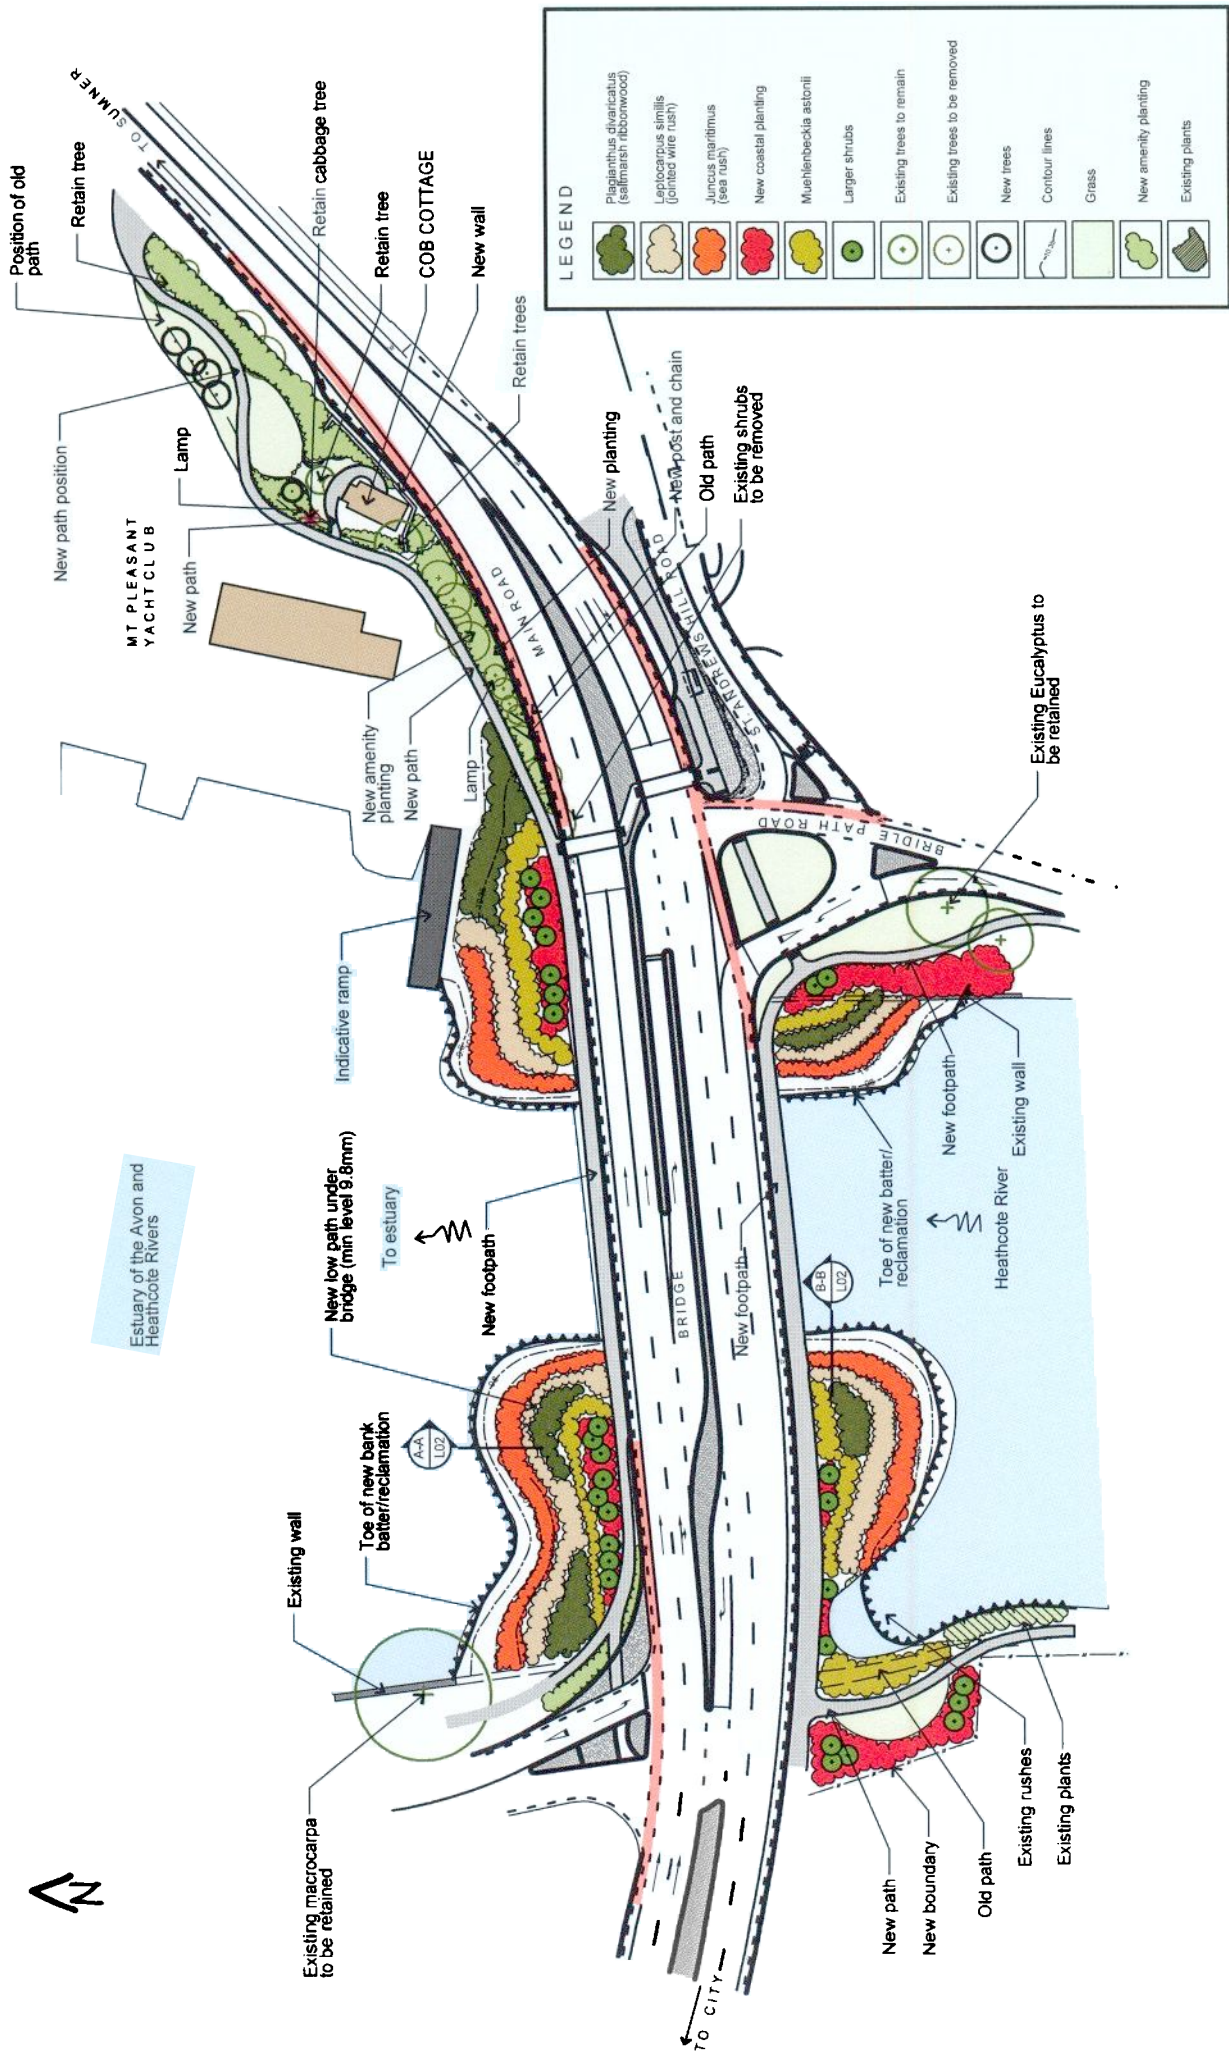 N
Estuary of the Avon and
Heathcote Rivers
MT PLEASANT
YACHT CLUB
New path position
Position of old
path
Retain tree
TO SUMNER
Lamp
New path
Retain cabbage tree
Retain tree
COB COTTAGE
New wall
Retain trees
Existing macrocarpa
to be retained
Existing wall
Toe of new bank
batter/reclamation
A-A
L02
New low path under
bridge (min level 9.8mm)
To estuary
New footpath
Indicative ramp
New amenity
planting
New path
Lamp
MAIN ROAD
New planting
New post and chain
Old path
Existing shrubs
to be removed
ST. ANDREWS HILL ROAD
BRIDLE PATH ROAD
TO CITY
BRIDGE
New footpath
B-B
L02
Toe of new batter/
reclamation
Heathcote River
New footpath
Existing wall
Existing Eucalyptus to
be retained
New path
New boundary
Old path
Existing rushes
Existing plants
LEGEND
Plagianthus divaricatus
(saltmarsh ribbonwood)
Leptocarpus similis
(jointed wire rush)
Juncus maritimus
(sea rush)
New coastal planting
Muehlenbeckia astonii
Larger shrubs
Existing trees to remain
Existing trees to be removed
New trees
Contour lines
Grass
New amenity planting
Existing plants